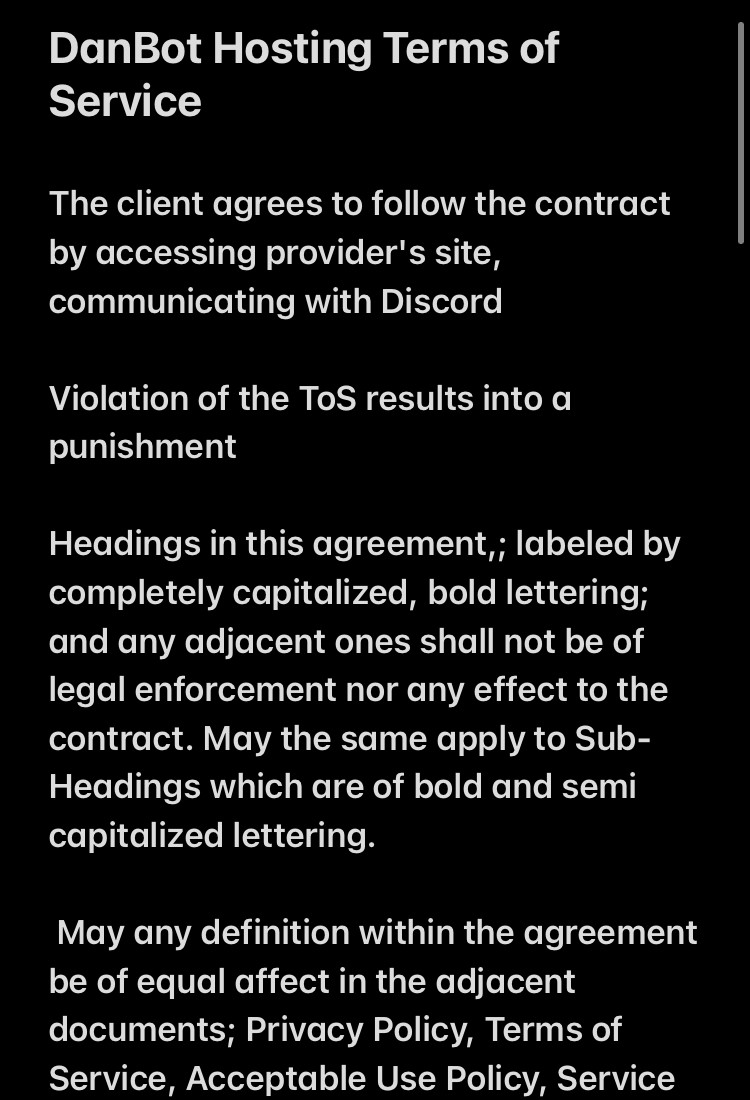 DanBot Hosting Terms of
Service
The client agrees to follow the contract
by accessing provider's site,
communicating with Discord
Violation of the ToS results into a
punishment
Headings in this agreement,; labeled by
completely capitalized, bold lettering;
and any adjacent ones shall not be of
legal enforcement nor any effect to the
contract. May the same apply to Sub-
Headings which are of bold and semi
capitalized lettering.
May any definition within the agreement
be of equal affect in the adjacent
documents; Privacy Policy, Terms of
Service, Acceptable Use Policy, Service